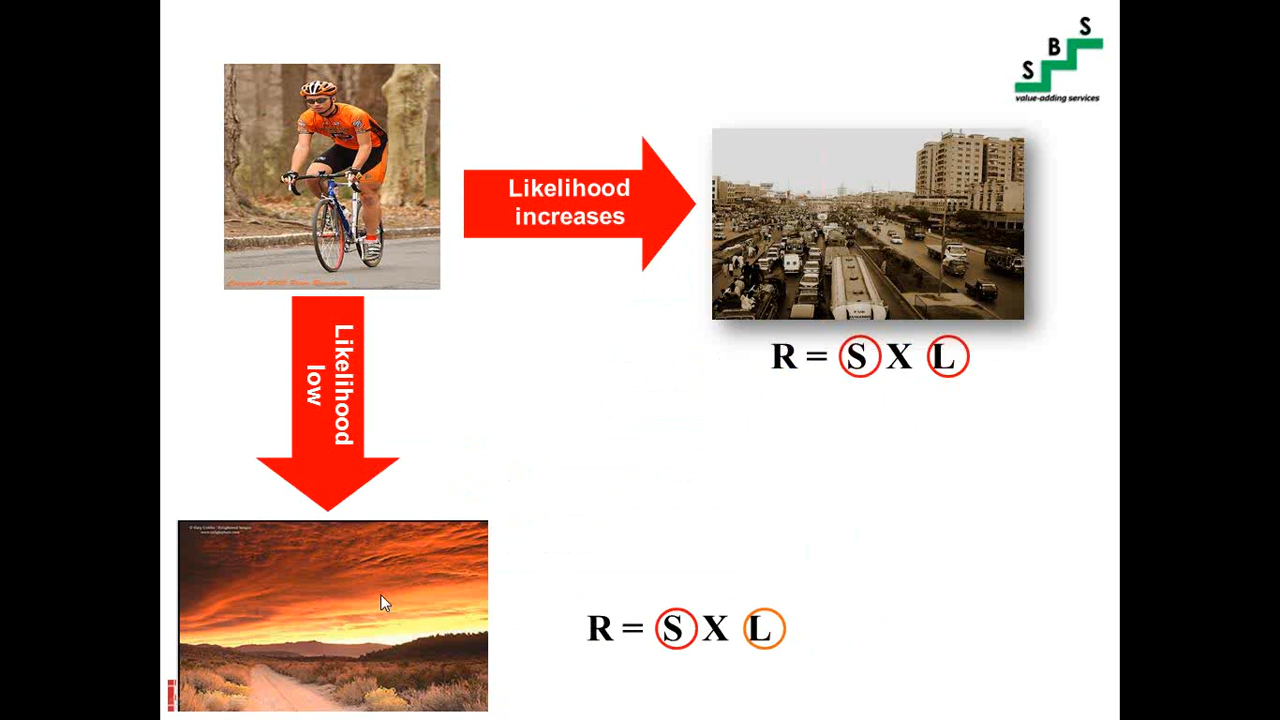 S
B
S
value-adding services
Likelihood
increases
R = S X L
Likelihood
low
R = S X L